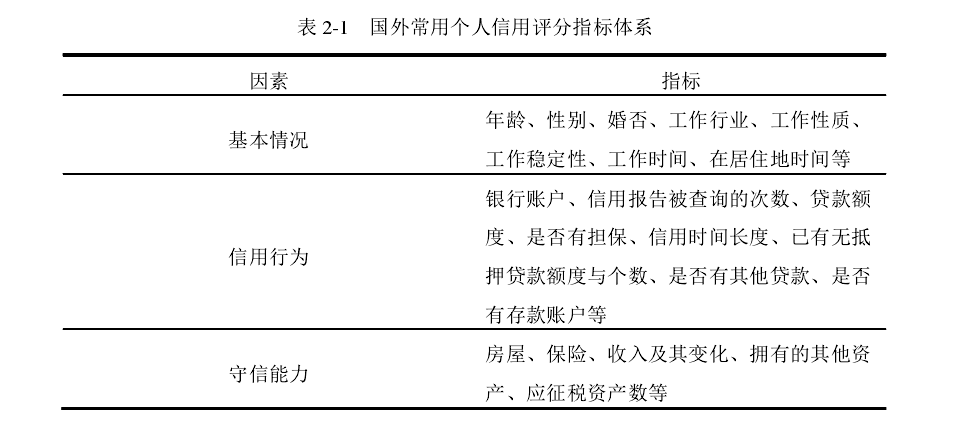 表 2-1 国外常用个人信用评分指标体系
因素 指标
基本情况
年龄、性别、婚否、工作行业、工作性质、
工作稳定性、工作时间、在居住地时间等
信用行为
银行账户、信用报告被查询的次数、贷款额
度、是否有担保、信用时间长度、已有无抵
押贷款额度与个数、是否有其他贷款、是否
有存款账户等
守信能力
房屋、保险、收入及其变化、拥有的其他资
产、应征税资产数等